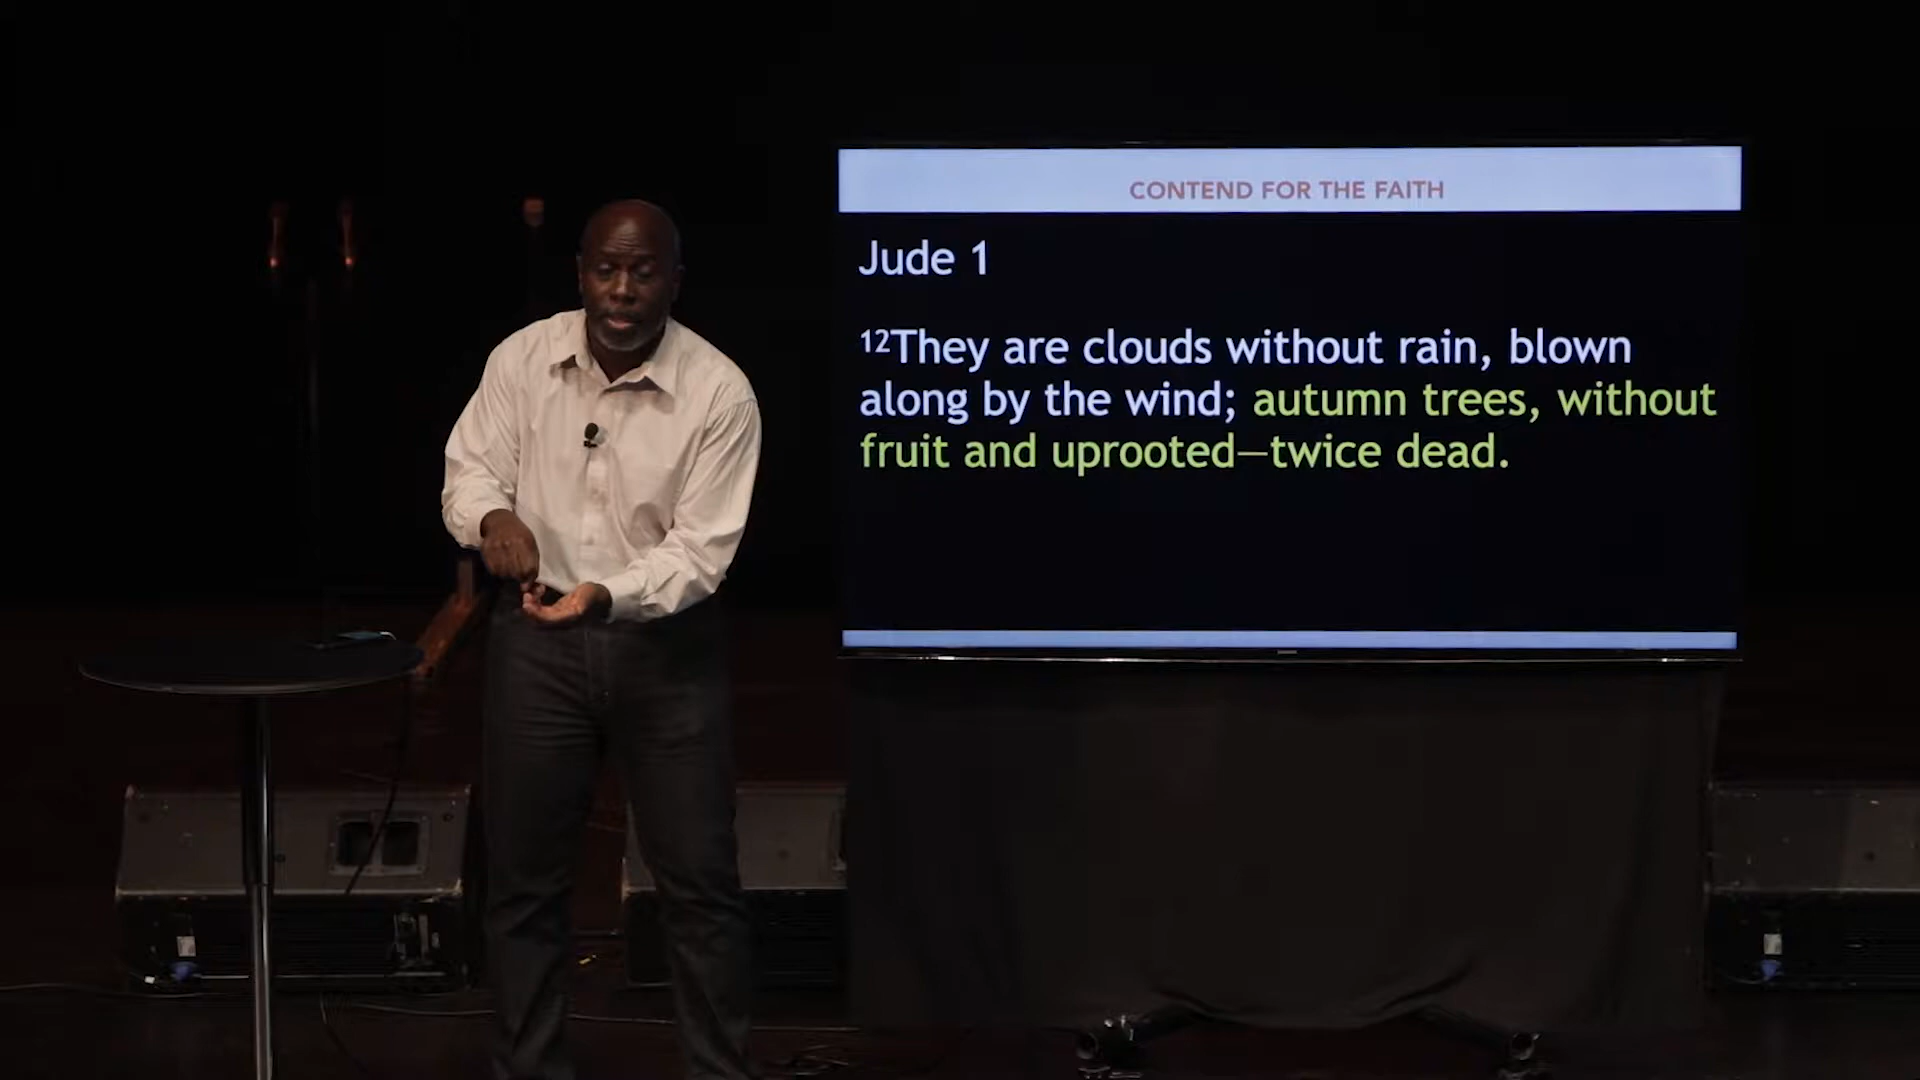 CONTEND FOR THE FAITH
Jude 1
¹²They are clouds without rain, blown
along by the wind; autumn trees, without
fruit and uprooted—twice dead.